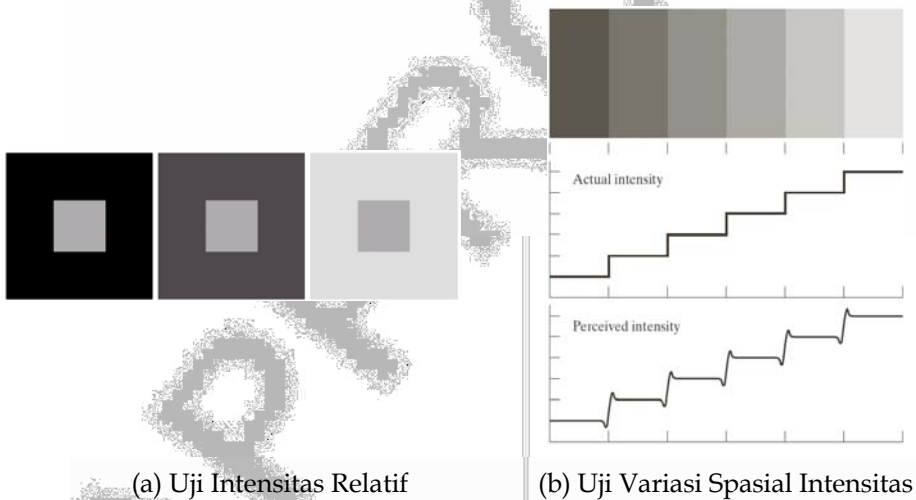 Actual intensity
Perceived intensity
(a) Uji Intensitas Relatif
(b) Uji Variasi Spasial Intensitas